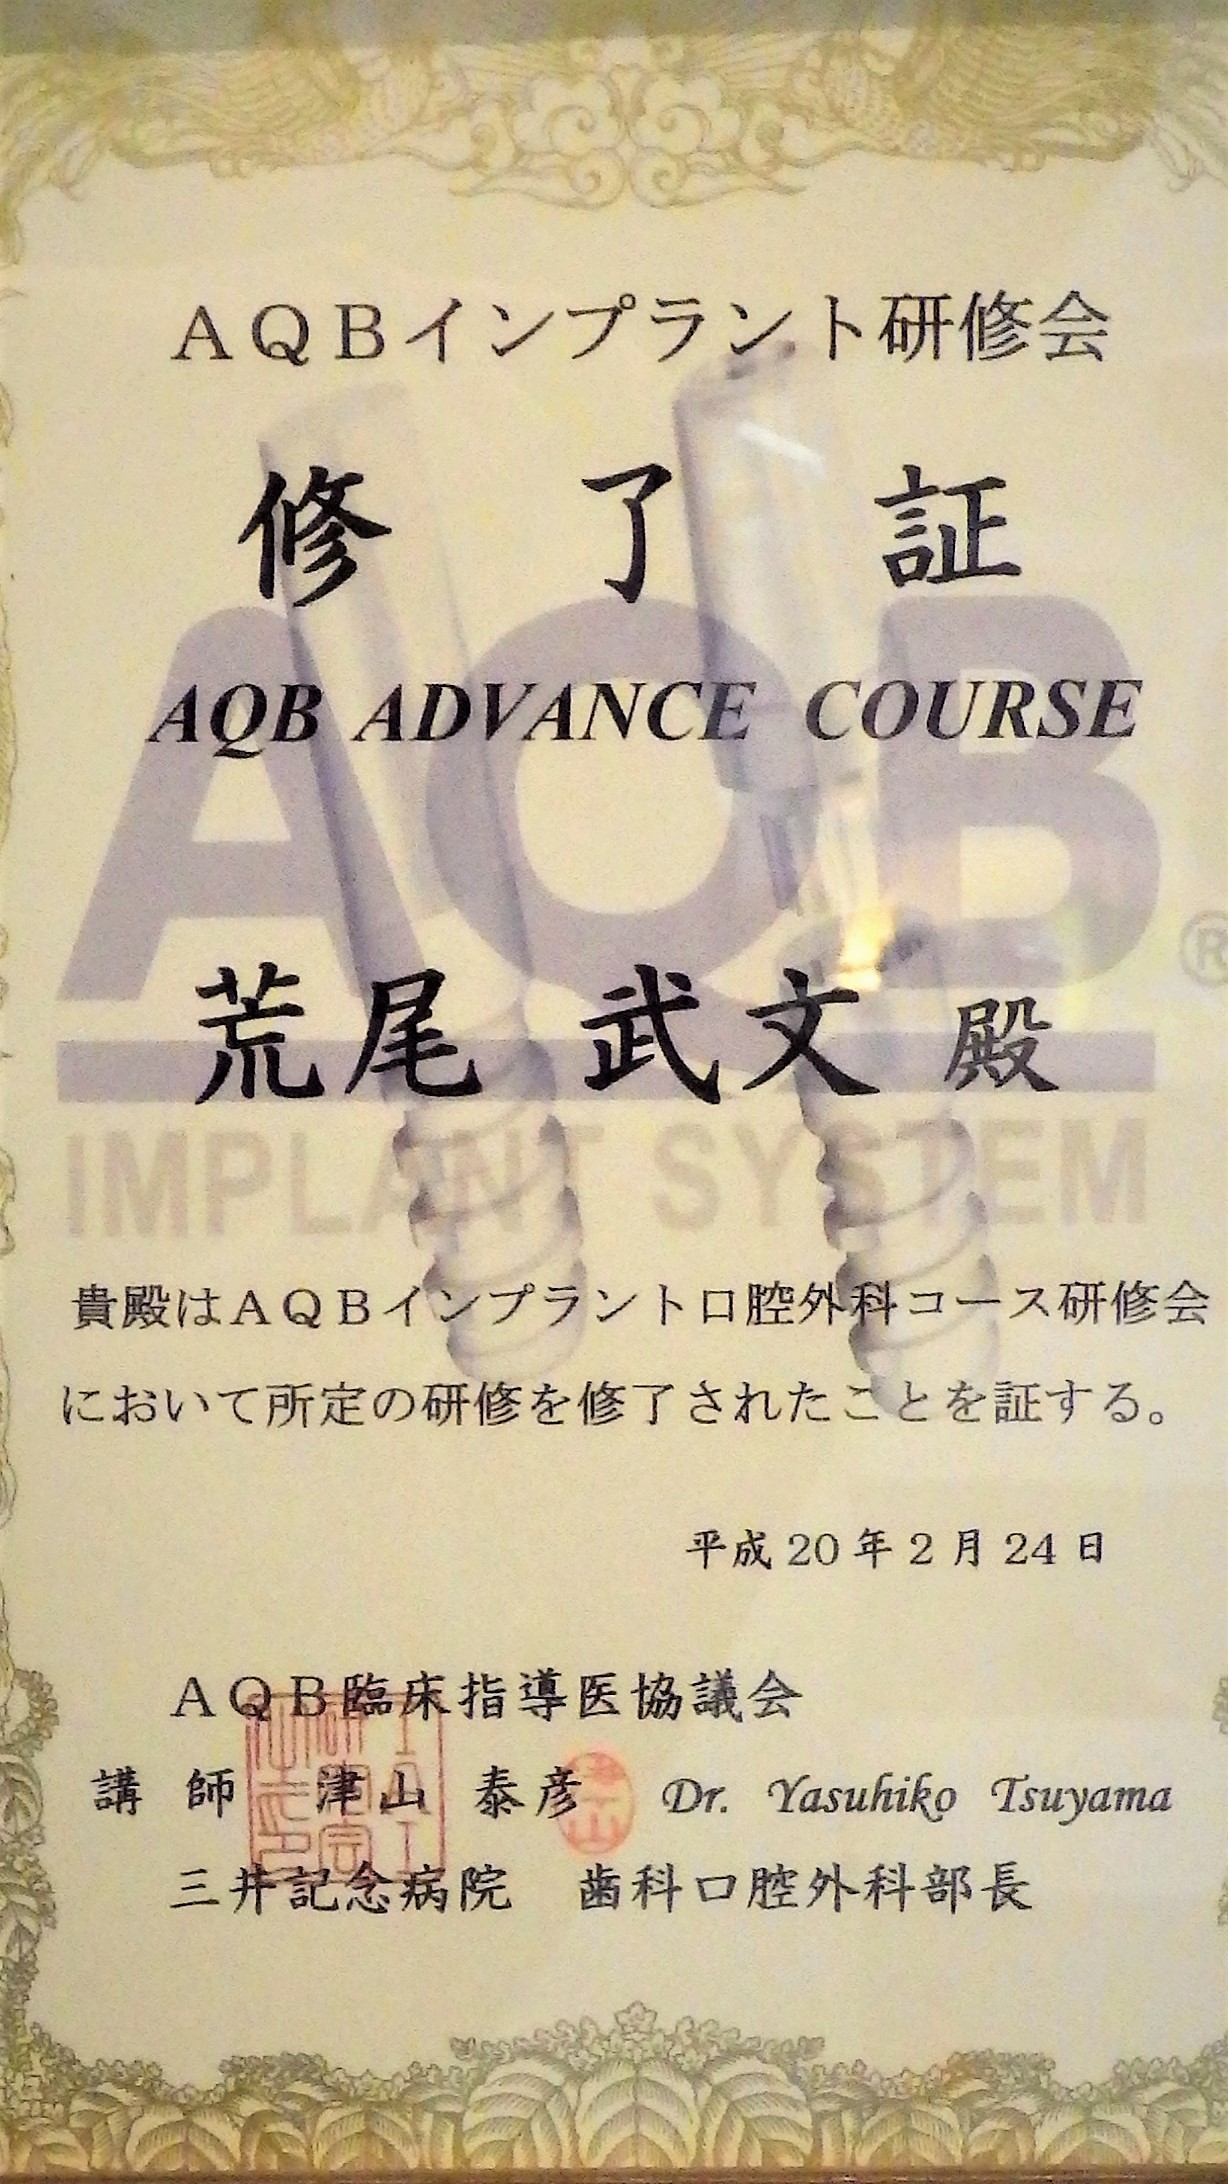 ＡＱＢインプラント研修会
修了証
AQB ADVANCE COURSE
AQB ®
荒尾 武文 殿
IMPLANT SYSTEM
貴殿はＡＱＢインプラント口腔外科コース研修会
において所定の研修を修了されたことを証する。
平成20年2月24日
ＡＱＢ臨床指導医協議会
講師 津山 泰彦 Dr. Yasuhiko Tsuyama
三井記念病院 歯科口腔外科部長